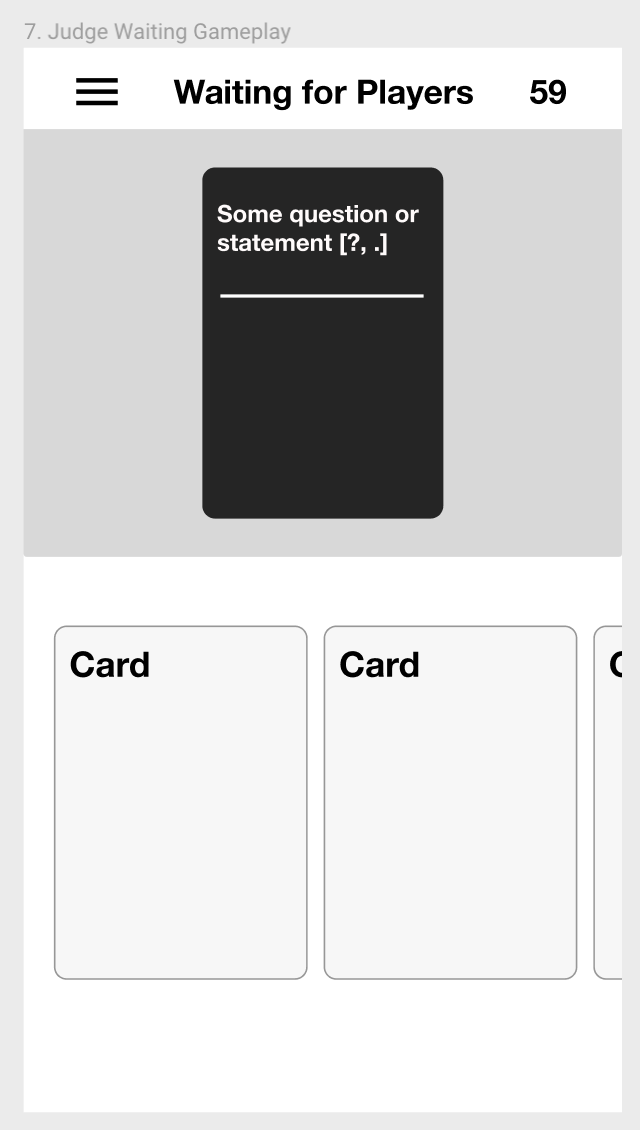 7. Judge Waiting Gameplay
Waiting for Players 59
Some question or
statement [?, .]
Card Card